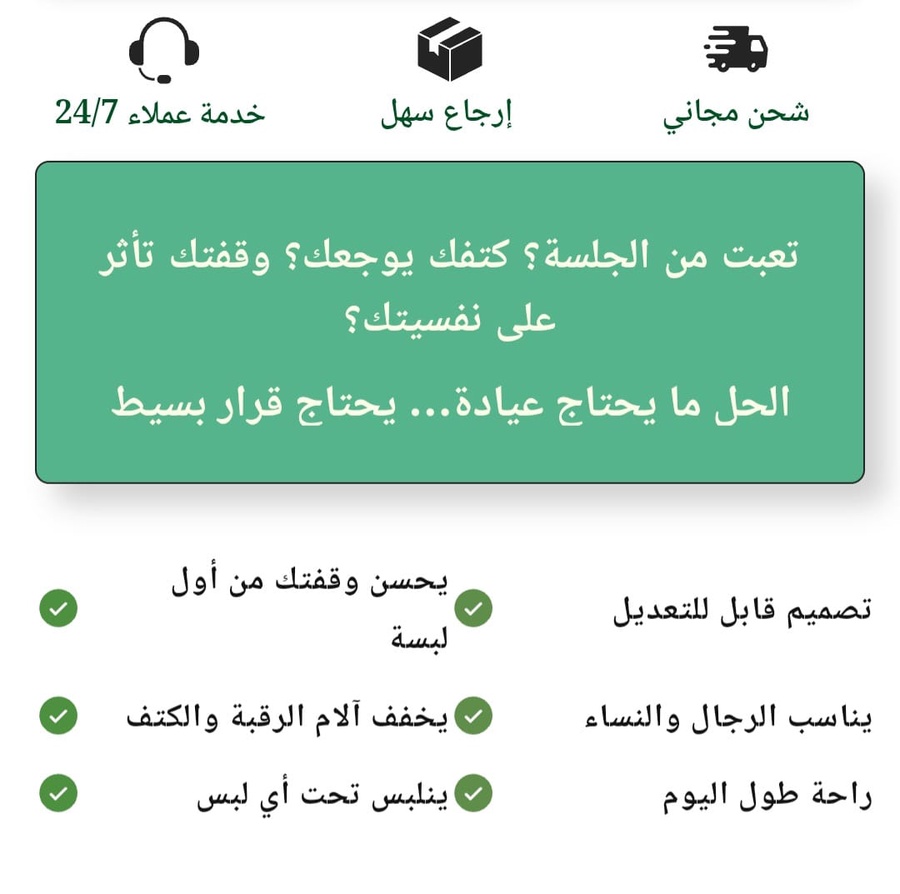 شحن مجاني
إرجاع سهل
خدمة عملاء 24/7
تعبت من الجلسة؟ كتفك يوجعك؟ وقفتك تأثر
على نفسيتك؟
الحل ما يحتاج عيادة... يحتاج قرار بسيط
تصميم قابل للتعديل
يحسن وقفتك من أول
لبسة
يناسب الرجال والنساء
يخفف آلام الرقبة والكتف
راحة طول اليوم
ينلبس تحت أي لبس